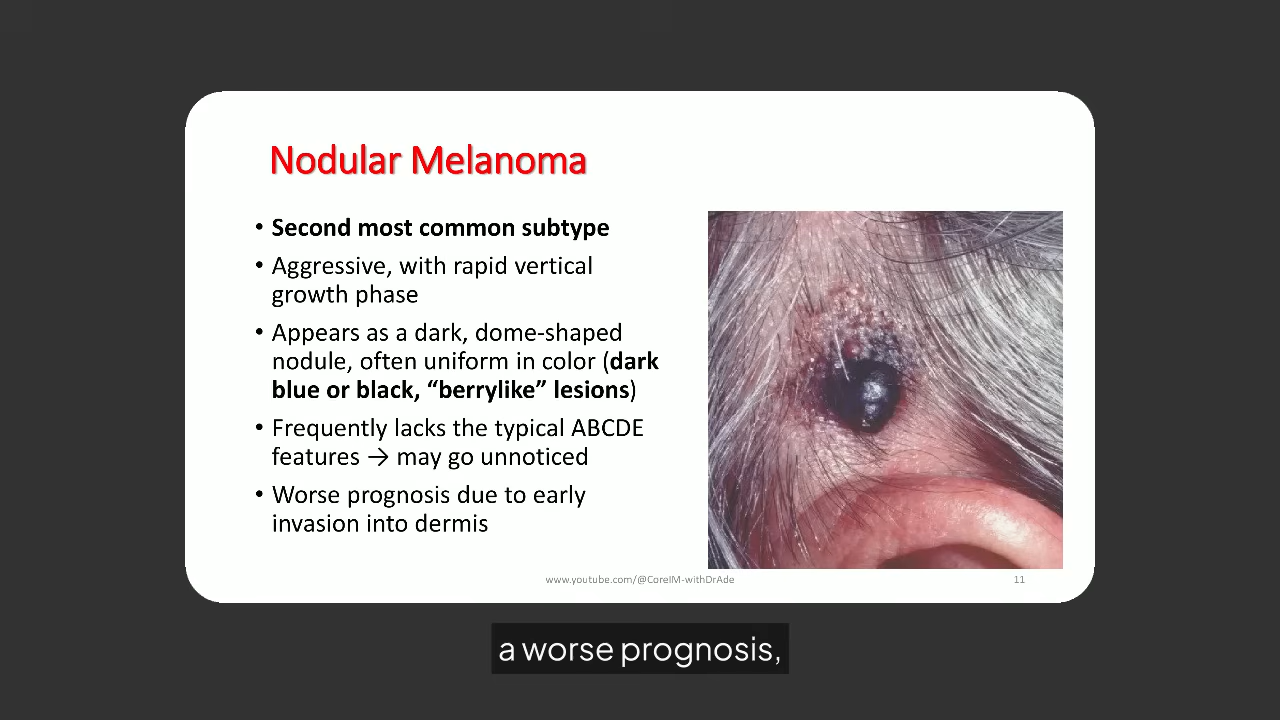 Nodular Melanoma
• Second most common subtype
• Aggressive, with rapid vertical
growth phase
• Appears as a dark, dome-shaped
nodule, often uniform in color (dark
blue or black, “berrylike” lesions)
• Frequently lacks the typical ABCDE
features → may go unnoticed
• Worse prognosis due to early
invasion into dermis
www.youtube.com/@CoreIM-withDrAde
11
a worse prognosis,